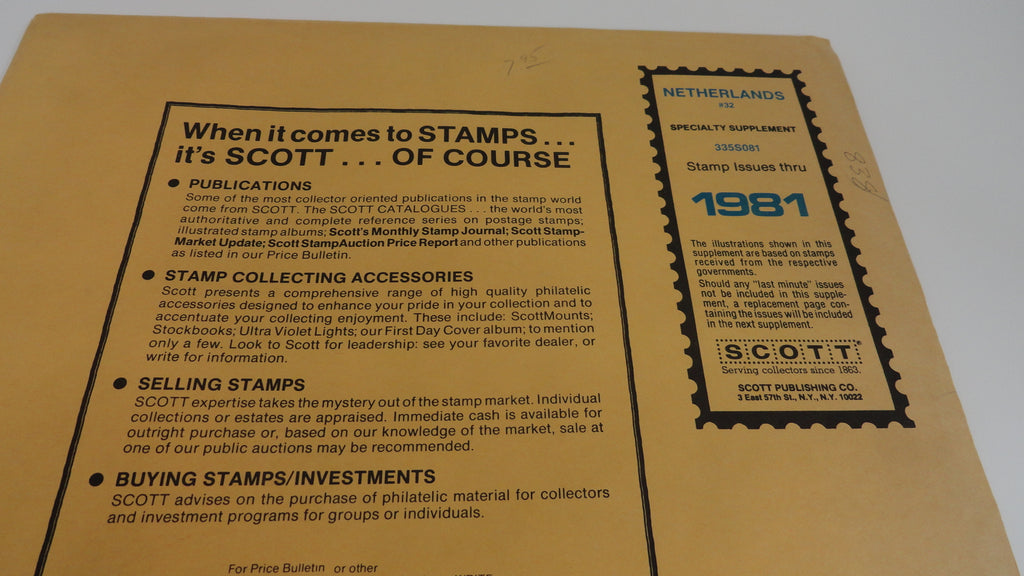 7.95
When it comes to STAMPS...
it's SCOTT... OF COURSE
● PUBLICATIONS
Some of the most collector oriented publications in the stamp world
come from SCOTT. The SCOTT CATALOGUES... the world's most
authoritative and complete reference series on postage stamps;
illustrated stamp albums; Scott's Monthly Stamp Journal; Scott Stamp-
Market Update; Scott StampAuction Price Report and other publications
as listed in our Price Bulletin.
● STAMP COLLECTING ACCESSORIES
Scott presents a comprehensive range of high quality philatelic
accessories designed to enhance your pride in your collection and to
accentuate your collecting enjoyment. These include: ScottMounts;
Stockbooks; Ultra Violet Lights; our First Day Cover album; to mention
only a few. Look to Scott for leadership: see your favorite dealer, or
write for information.
● SELLING STAMPS
SCOTT expertise takes the mystery out of the stamp market. Individual
collections or estates are appraised. Immediate cash is available for
outright purchase or, based on our knowledge of the market, sale at
one of our public auctions may be recommended.
● BUYING STAMPS/INVESTMENTS
SCOTT advises on the purchase of philatelic material for collectors
and investment programs for groups or individuals.
For Price Bulletin or other
NETHERLANDS
#32
SPECIALTY SUPPLEMENT
335S081
Stamp Issues thru
1981
The illustrations shown in this
supplement are based on stamps
received from the respective
governments.
Should any "last minute" issues
not be included in this supple-
ment, a replacement page con-
taining the issues will be included
in the next supplement.
SCOTT®
Serving collectors since 1863.
SCOTT PUBLISHING CO.
3 East 57th St., N.Y., N.Y. 10022